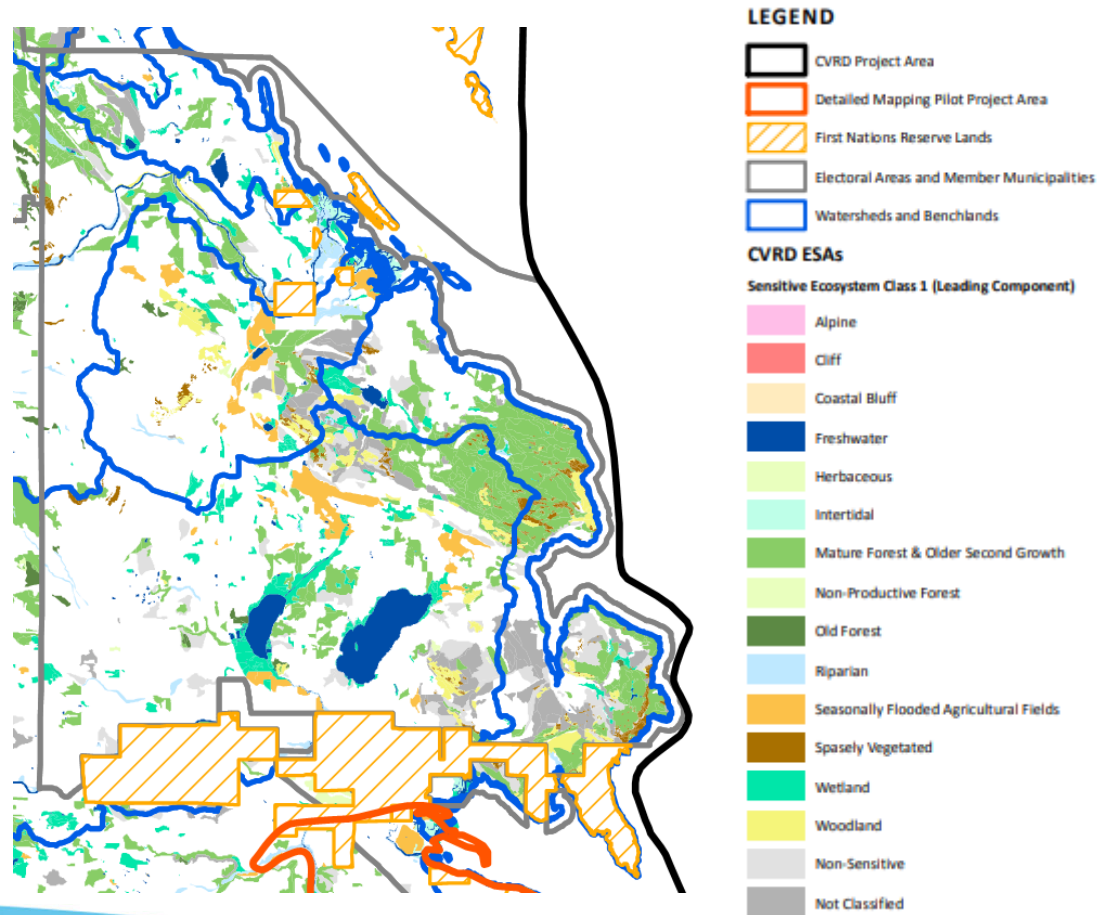 LEGEND
CVRD Project Area
Detailed Mapping Pilot Project Area
First Nations Reserve Lands
Electoral Areas and Member Municipalities
Watersheds and Benchlands
CVRD ESAs
Sensitive Ecosystem Class 1 (Leading Component)
Alpine
Cliff
Coastal Bluff
Freshwater
Herbaceous
Intertidal
Mature Forest & Older Second Growth
Non-Productive Forest
Old Forest
Riparian
Seasonally Flooded Agricultural Fields
Spasely Vegetated
Wetland
Woodland
Non-Sensitive
Not Classified